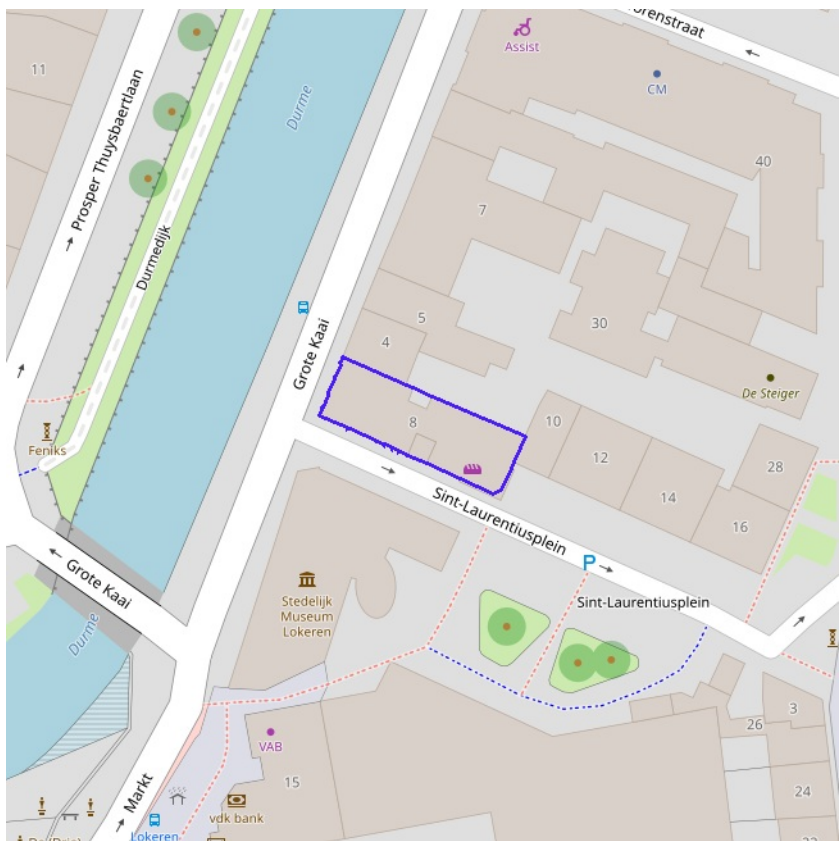 orenstraat
Assist
CM
11
Durme
40
Prosper Thuysbaertlaan
7
Durmedijk
5
30
4
Grote Kaai
De Steiger
8
10
Feniks
12
28
14
16
Sint-Laurentiusplein
P
Grote Kaai
Stedelijk
Museum
Lokeren
Sint-Laurentiusplein
Durme
3
26
VAB
15
24
Markt
vdk bank
Lokeren